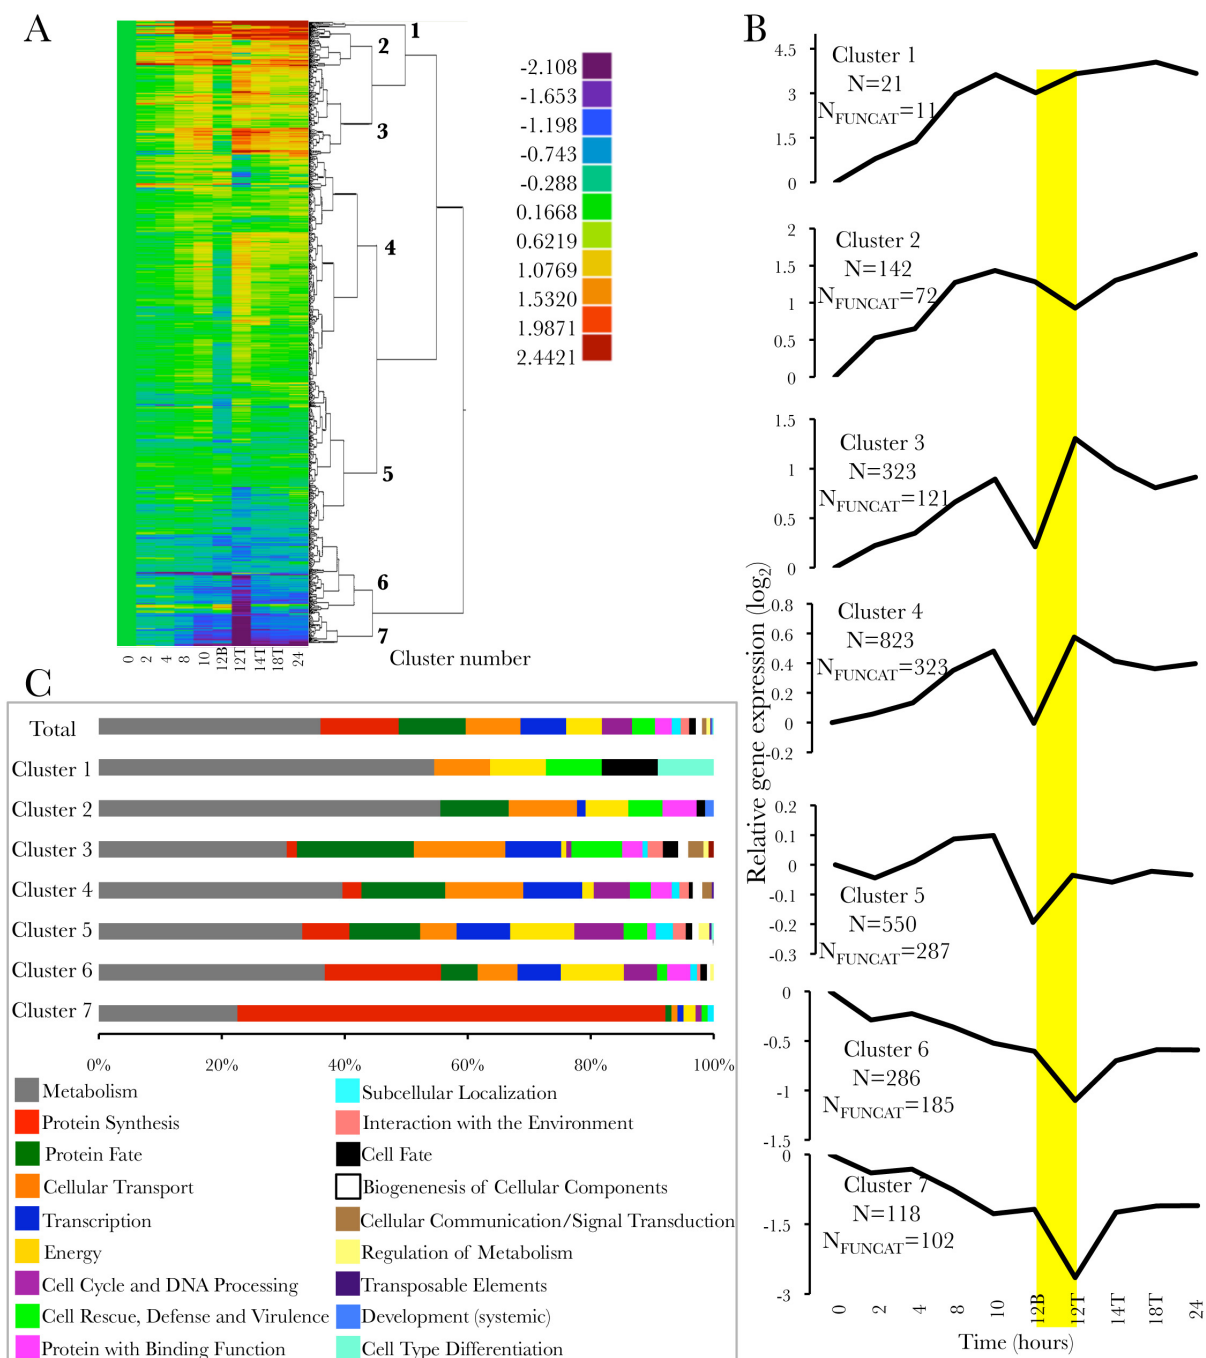 A
1
2
3
4
5
6
7
-2.108
-1.653
-1.198
-0.743
-0.288
0.1668
0.6219
1.0769
1.5320
1.9871
2.4421
0 2 4 8 10 12B 12T 14T 18T 24
Cluster number
B
Relative gene expression (log2)
Cluster 1
N=21
NFUNCAT=11
4.5
3
1.5
0
Cluster 2
N=142
NFUNCAT=72
2
1.5
1
0.5
0
Cluster 3
N=323
NFUNCAT=121
1.5
1
0.5
0
Cluster 4
N=823
NFUNCAT=323
0.8
0.6
0.4
0.2
0
-0.2
Cluster 5
N=550
NFUNCAT=287
0.2
0.1
0
-0.1
-0.2
-0.3
Cluster 6
N=286
NFUNCAT=185
0
-0.5
-1
-1.5
Cluster 7
N=118
NFUNCAT=102
0
-1.5
-3
0 2 4 8 10 12B 12T 14T 18T 24
Time (hours)
C
Total
Cluster 1
Cluster 2
Cluster 3
Cluster 4
Cluster 5
Cluster 6
Cluster 7
0% 20% 40% 60% 80% 100%
Metabolism
Protein Synthesis
Protein Fate
Cellular Transport
Transcription
Energy
Cell Cycle and DNA Processing
Cell Rescue, Defense and Virulence
Protein with Binding Function
Subcellular Localization
Interaction with the Environment
Cell Fate
Biogenenesis of Cellular Components
Cellular Communication/Signal Transduction
Regulation of Metabolism
Transposable Elements
Development (systemic)
Cell Type Differentiation